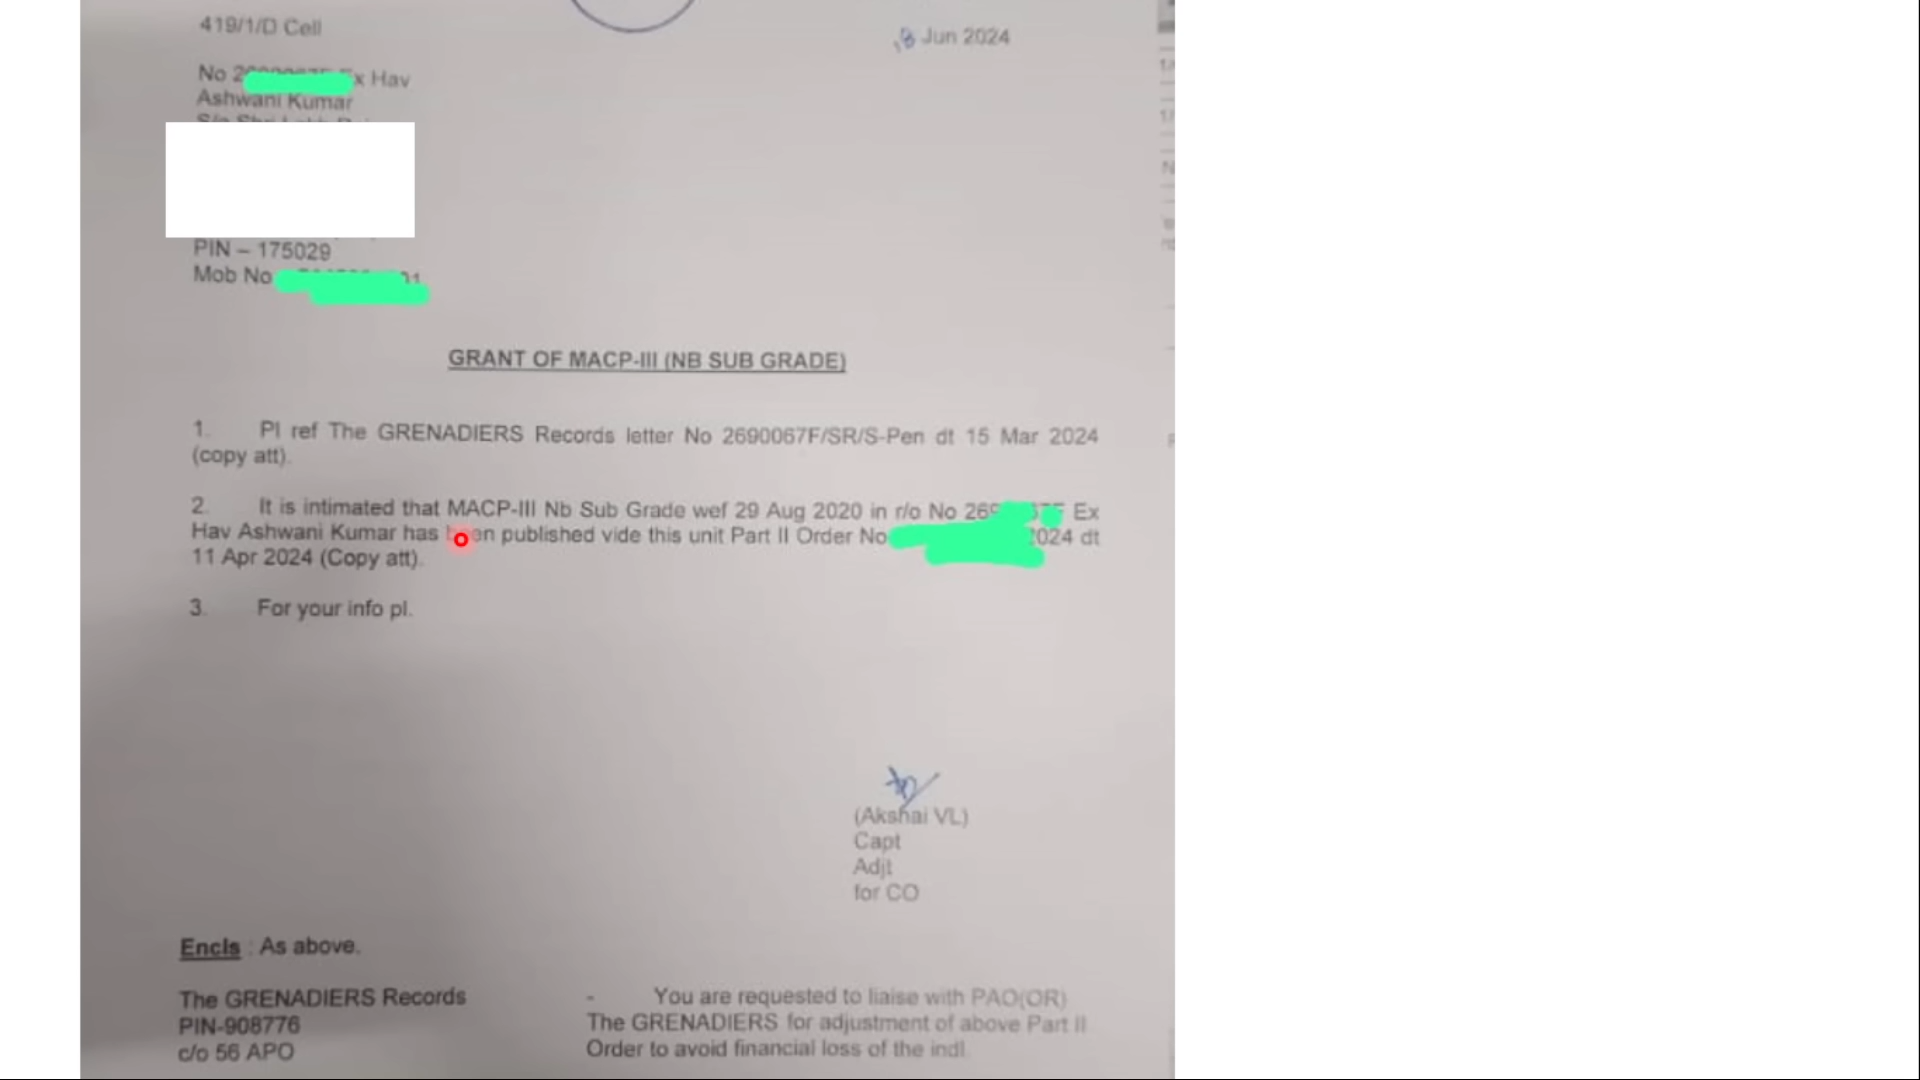 419/1/D Cell
18 Jun 2024
No 2 Ex Hav
Ashwani Kumar
S/o Shri
PIN – 175029
Mob No
GRANT OF MACP-III (NB SUB GRADE)
1. Pl ref The GRENADIERS Records letter No 2690067F/SR/S-Pen dt 15 Mar 2024
(copy att).
2. It is intimated that MACP-III Nb Sub Grade wef 29 Aug 2020 in r/o No 269 Ex
Hav Ashwani Kumar has been published vide this unit Part II Order No 2024 dt
11 Apr 2024 (Copy att).
3. For your info pl.
(Akshai VL)
Capt
Adjt
for CO
Encls : As above.
The GRENADIERS Records
PIN-908776
c/o 56 APO
- You are requested to liaise with PAO(OR)
The GRENADIERS for adjustment of above Part II
Order to avoid financial loss of the indl.